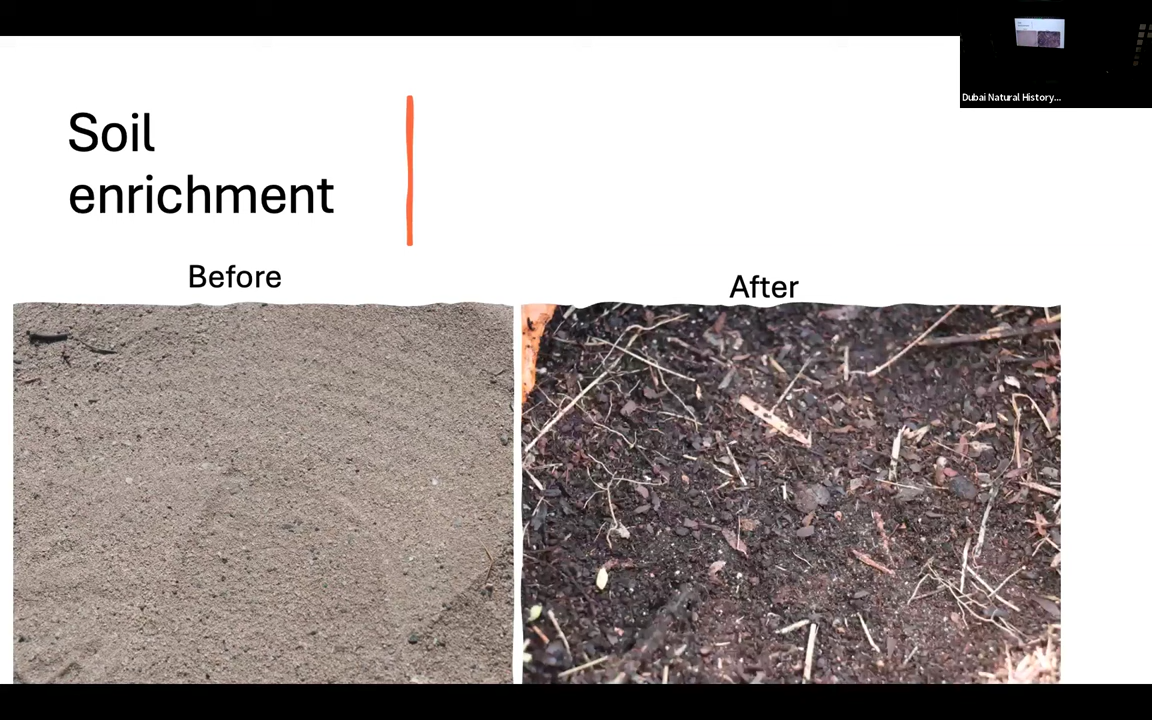 Soil
enrichment
Before
After
Dubai Natural History...